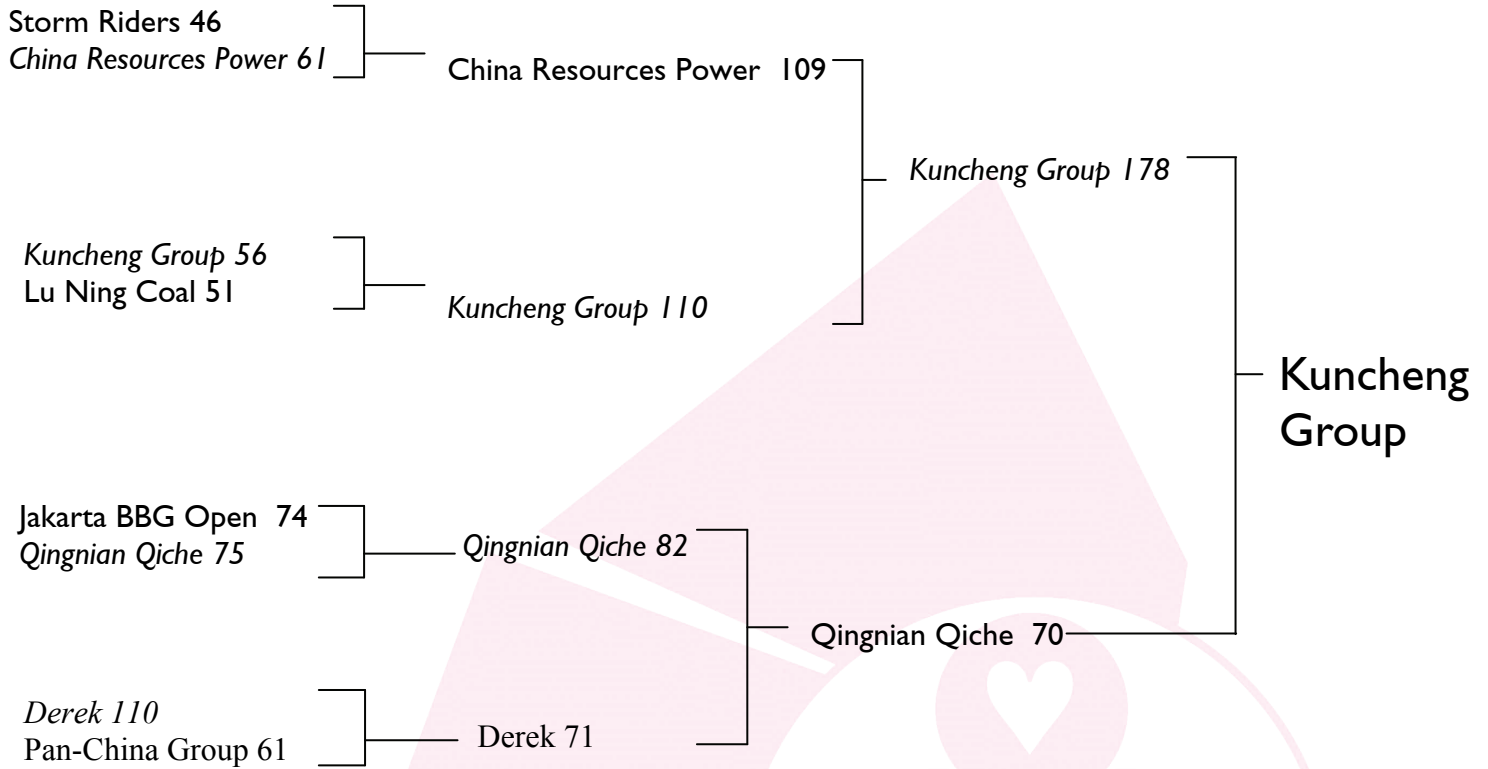 Storm Riders 46
China Resources Power 61
China Resources Power 109
Kuncheng Group 178
Kuncheng Group 56
Lu Ning Coal 51
Kuncheng Group 110
Kuncheng
Group
Jakarta BBG Open 74
Qingnian Qiche 75
Qingnian Qiche 82
Qingnian Qiche 70
Derek 110
Pan-China Group 61
Derek 71